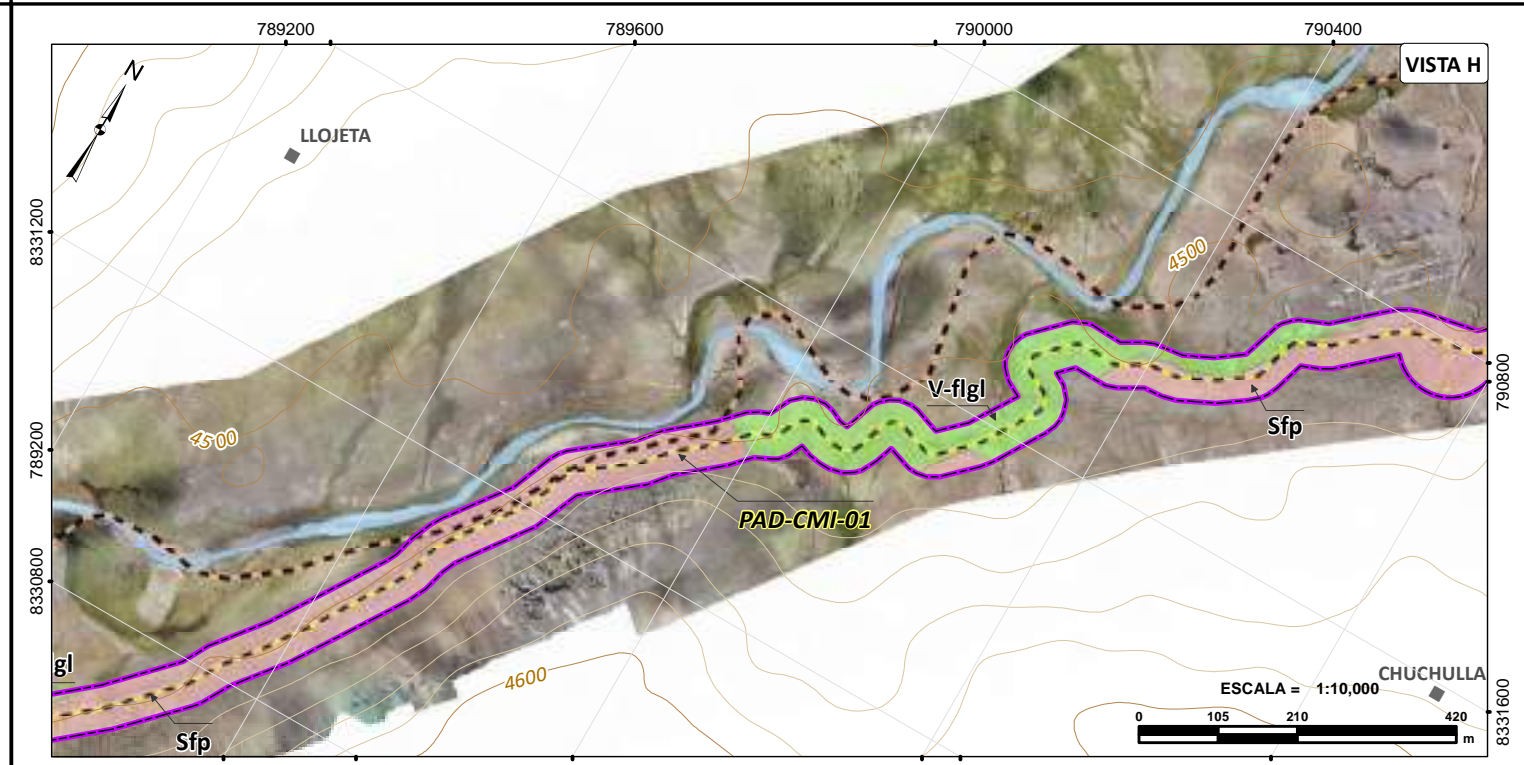 789200
789600
790000
790400
VISTA H
N
LLOJETA
8331200
4500
V-flgl
790800
4500
Sfp
789200
PAD-CMI-01
8330800
gl
4600
CHUCHULLA
ESCALA = 1:10,000
0 105 210 420
m
8331600
Sfp